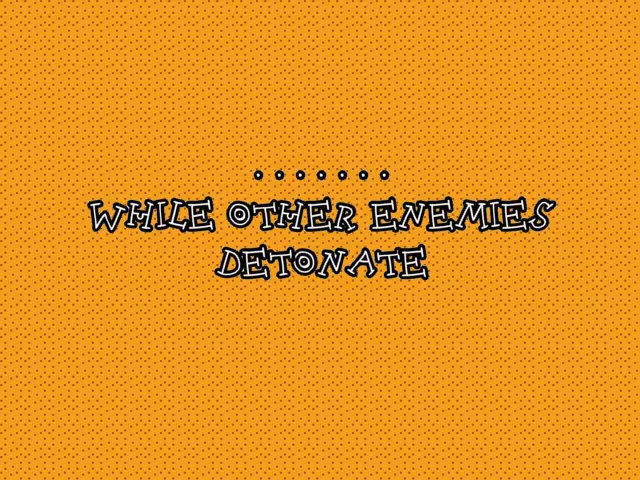 .......
WHILE OTHER ENEMIES
DETONATE